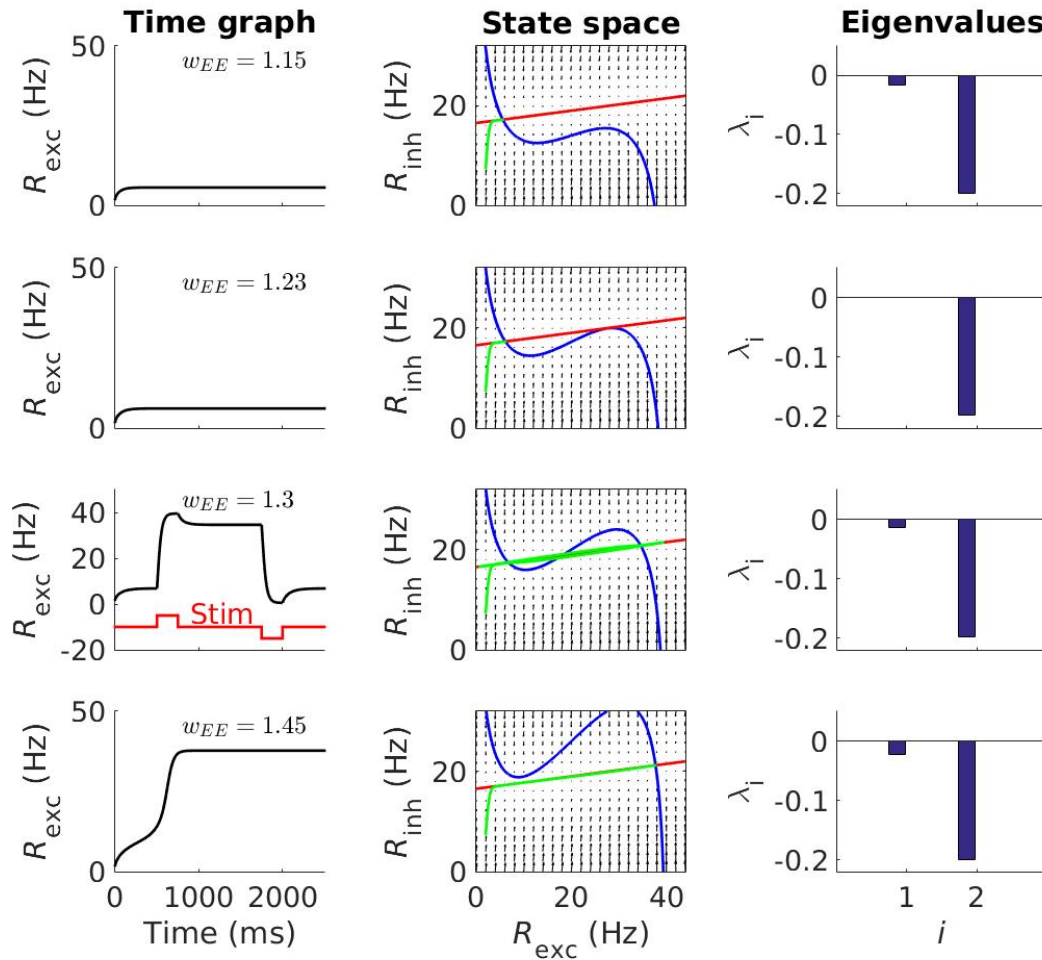 Time graph State space Eigenvalues
50
w_EE = 1.15
R_exc (Hz)
0
20
R_inh (Hz)
0
0
-0.1
-0.2
λ_i
50
w_EE = 1.23
R_exc (Hz)
0
20
R_inh (Hz)
0
0
-0.1
-0.2
λ_i
40
20
0
-20
w_EE = 1.3
R_exc (Hz)
Stim
20
R_inh (Hz)
0
0
-0.1
-0.2
λ_i
50
w_EE = 1.45
R_exc (Hz)
0
0 1000 2000
Time (ms)
20
R_inh (Hz)
0
0 20 40
R_exc (Hz)
0
-0.1
-0.2
λ_i
1 2
i